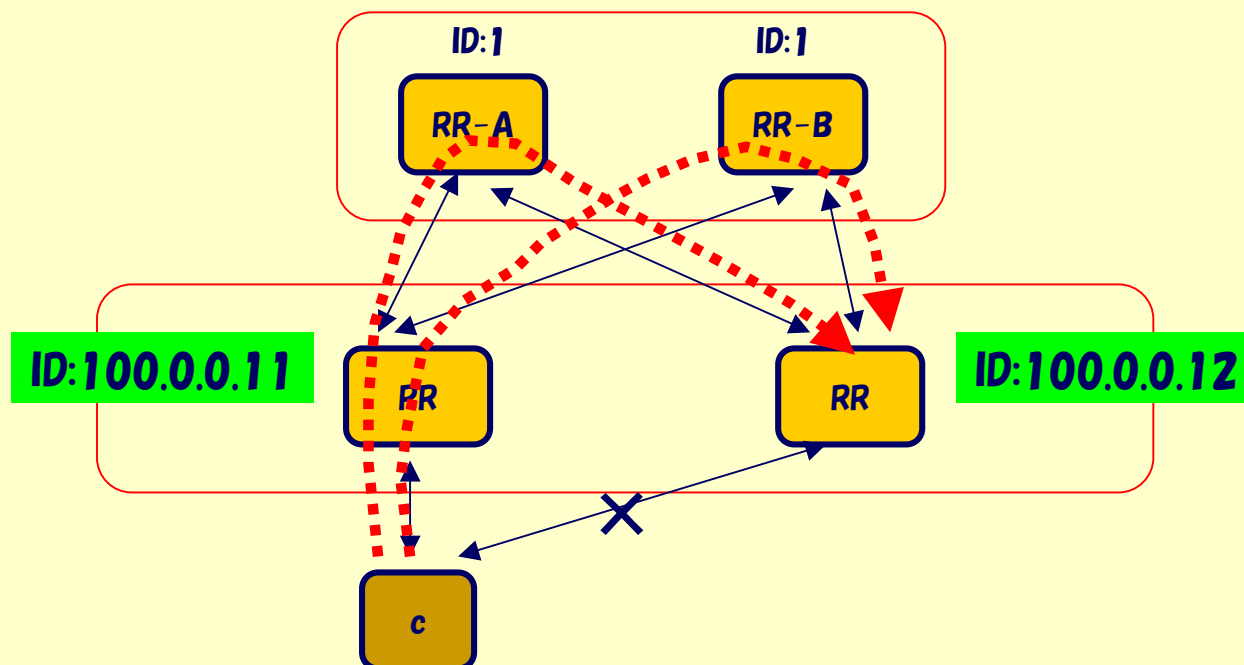 ID:1
ID:1
RR-A
RR-B
ID:100.0.0.11
RR
RR
ID:100.0.0.12
c